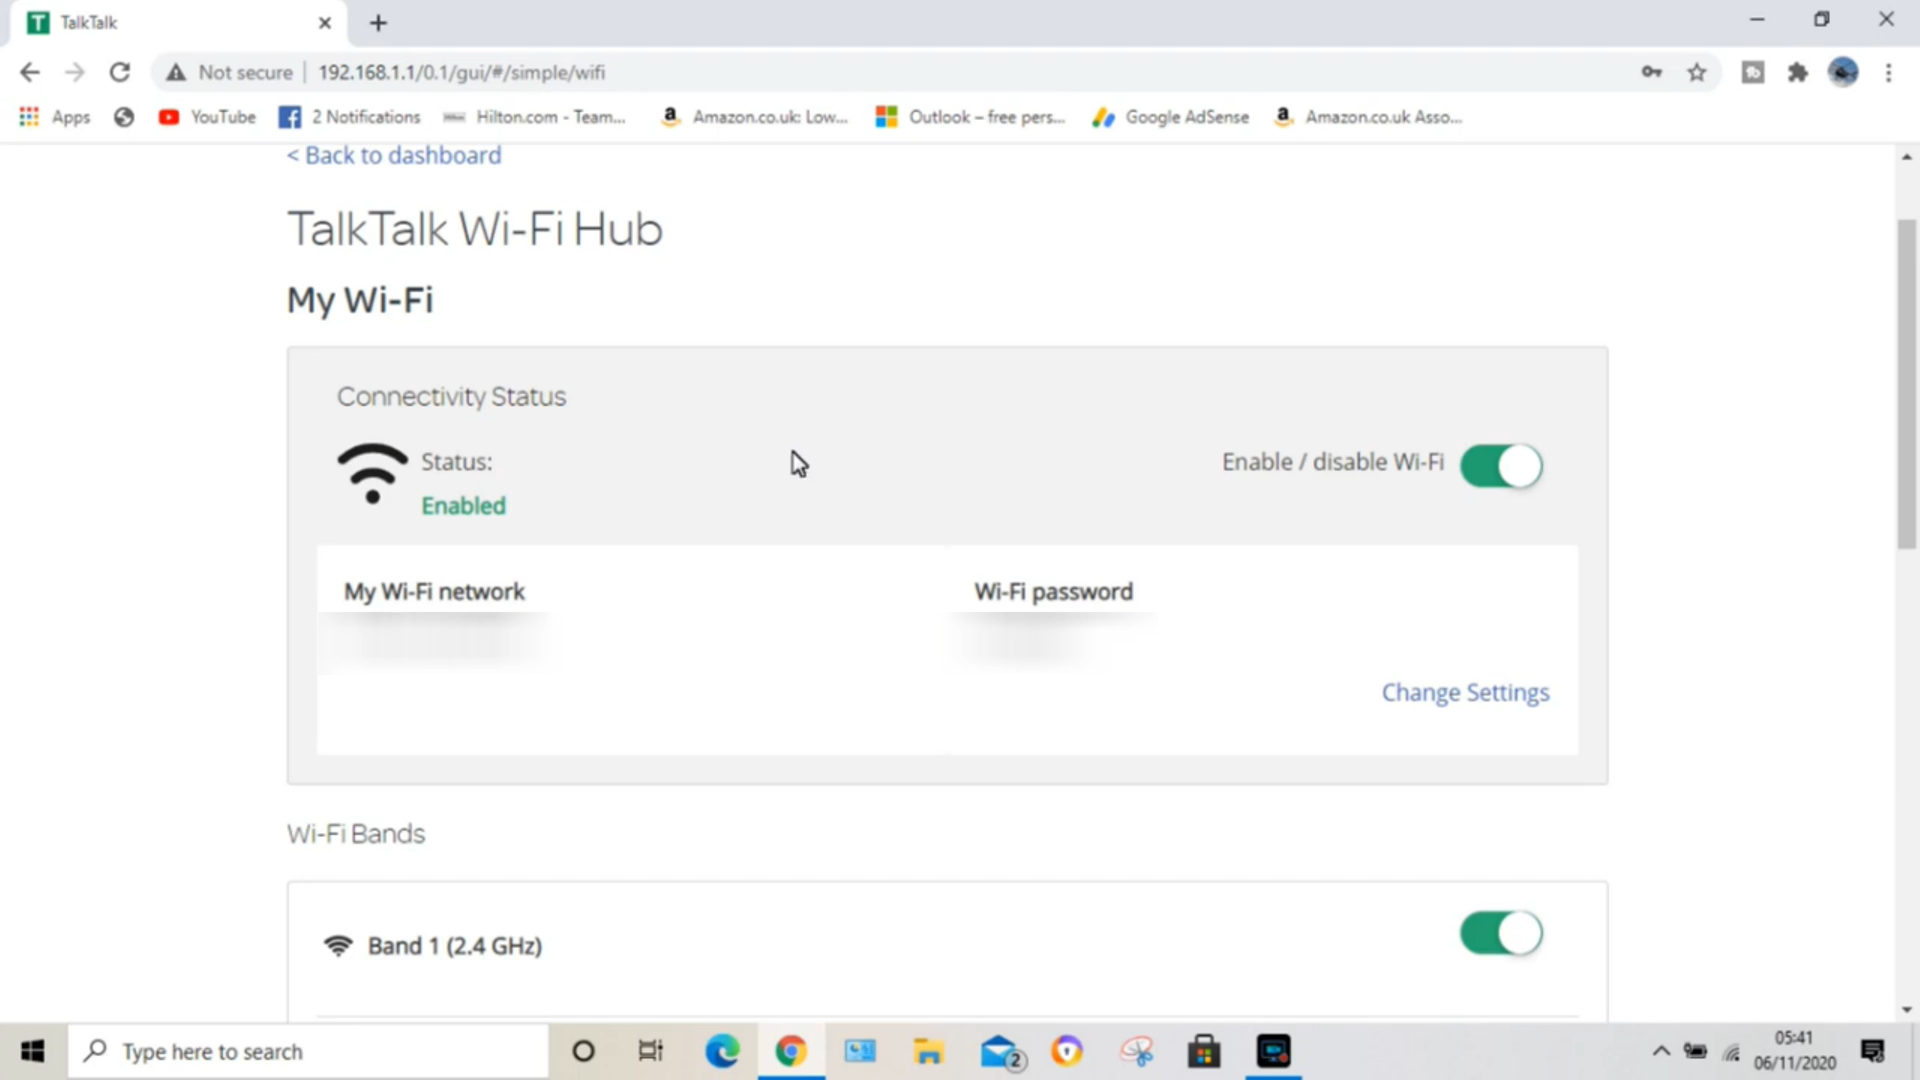 TalkTalk
Not secure 192.168.1.1/0.1/gui/#/simple/wifi
Apps YouTube 2 Notifications Hilton.com - Team... Amazon.co.uk: Low... Outlook – free pers... Google AdSense Amazon.co.uk Asso...
< Back to dashboard
TalkTalk Wi-Fi Hub
My Wi-Fi
Connectivity Status
Status: Enable / disable Wi-Fi
Enabled
My Wi-Fi network Wi-Fi password
Change Settings
Wi-Fi Bands
Band 1 (2.4 GHz)
Type here to search 2 05:41
06/11/2020